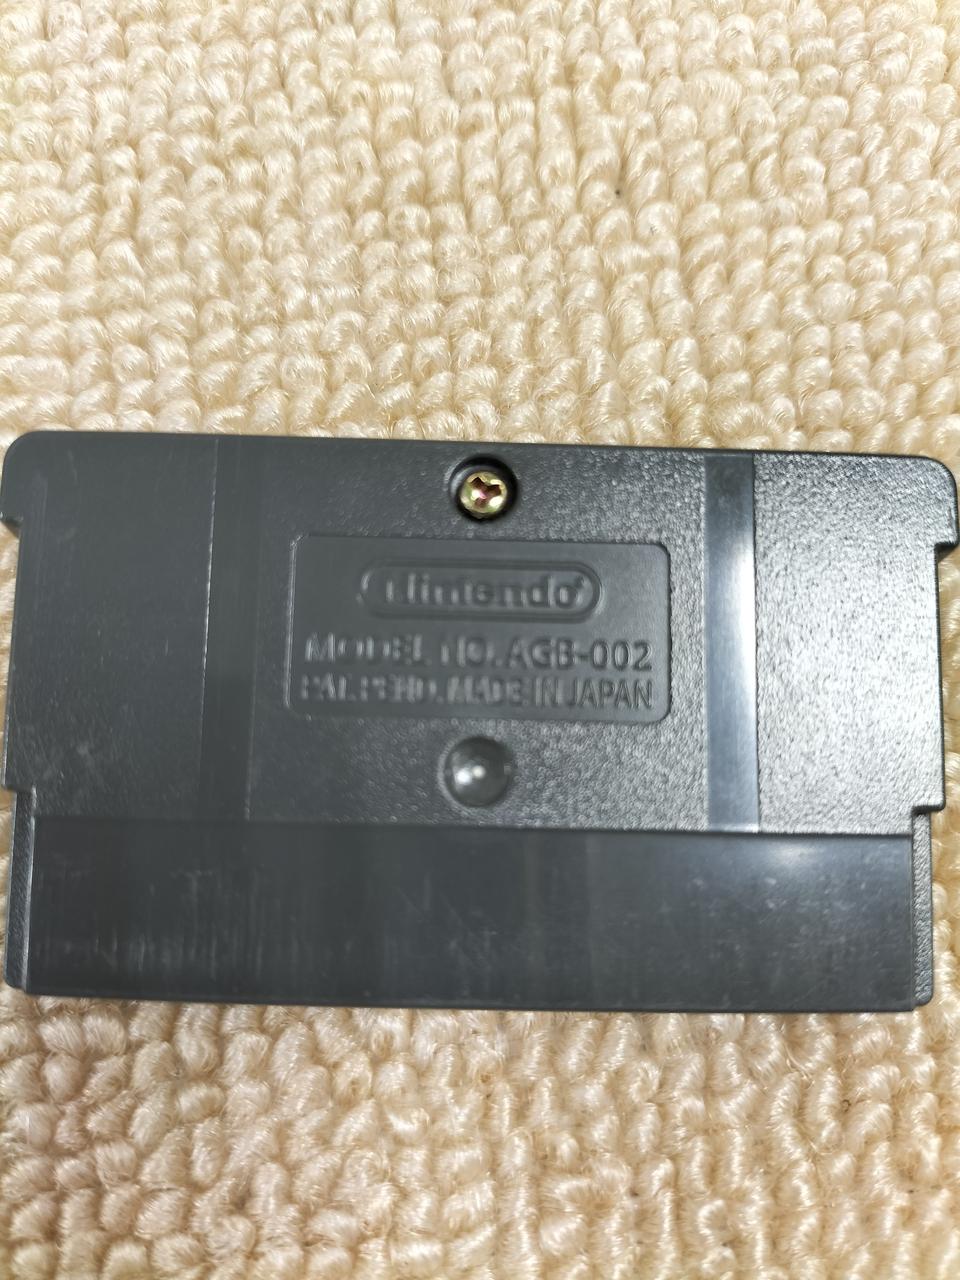 Nintendo
MODEL NO. AGB-002
PAT. PEND. MADE IN JAPAN